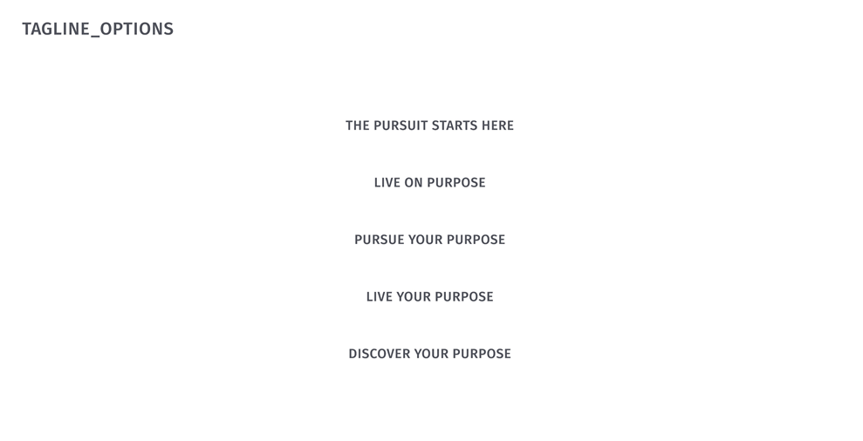 TAGLINE_OPTIONS
THE PURSUIT STARTS HERE
LIVE ON PURPOSE
PURSUE YOUR PURPOSE
LIVE YOUR PURPOSE
DISCOVER YOUR PURPOSE